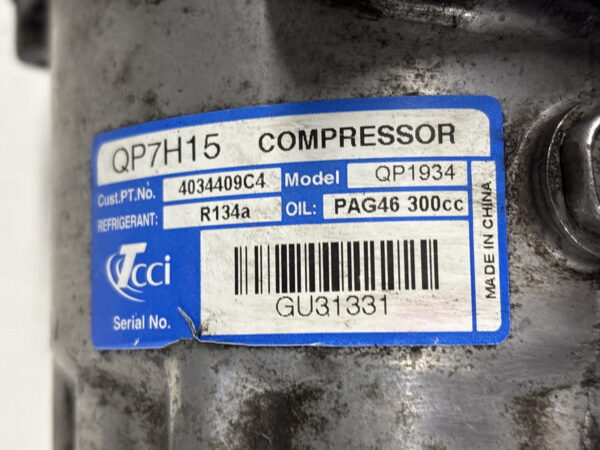 QP7H15 COMPRESSOR
Cust.PT.No. 4034409C4 Model QP1934
REFRIGERANT: R134a OIL: PAG46 300cc
Tcci
GU31331
Serial No.
MADE IN CHINA